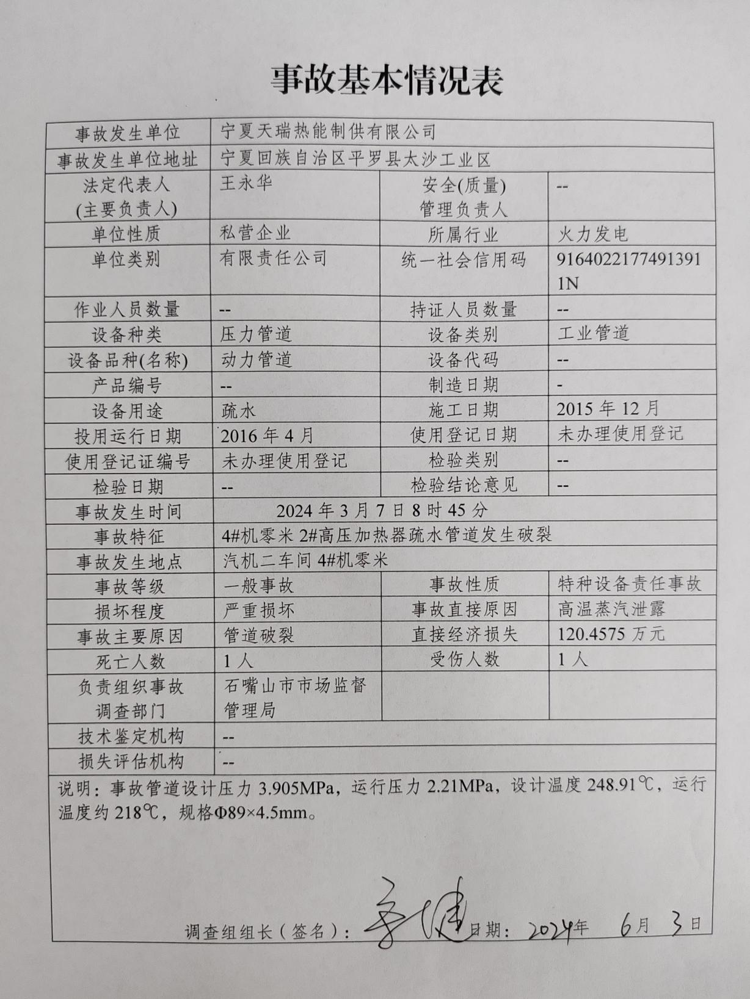 事故基本情况表
事故发生单位 宁夏天瑞热能制供有限公司
事故发生单位地址 宁夏回族自治区平罗县太沙工业区
法定代表人 王永华 安全(质量) --
(主要负责人) 管理负责人
单位性质 私营企业 所属行业 火力发电
单位类别 有限责任公司 统一社会信用码 9164022177491391
1N
作业人员数量 -- 持证人员数量 --
设备种类 压力管道 设备类别 工业管道
设备品种(名称) 动力管道 设备代码 --
产品编号 -- 制造日期 -
设备用途 疏水 施工日期 2015 年 12 月
投用运行日期 2016 年 4 月 使用登记日期 未办理使用登记
使用登记证编号 未办理使用登记 检验类别 --
检验日期 -- 检验结论意见 --
事故发生时间 2024 年 3 月 7 日 8 时 45 分
事故特征 4#机零米 2#高压加热器疏水管道发生破裂
事故发生地点 汽机二车间 4#机零米
事故等级 一般事故 事故性质 特种设备责任事故
损坏程度 严重损坏 事故直接原因 高温蒸汽泄露
事故主要原因 管道破裂 直接经济损失 120.4575 万元
死亡人数 1 人 受伤人数 1 人
负责组织事故 石嘴山市市场监督
调查部门 管理局
技术鉴定机构 --
损失评估机构 --
说明：事故管道设计压力 3.905MPa，运行压力 2.21MPa，设计温度 248.91℃，运行
温度约 218℃，规格Φ89×4.5mm。
调查组组长（签名）： 日期： 2024年 6月 3日